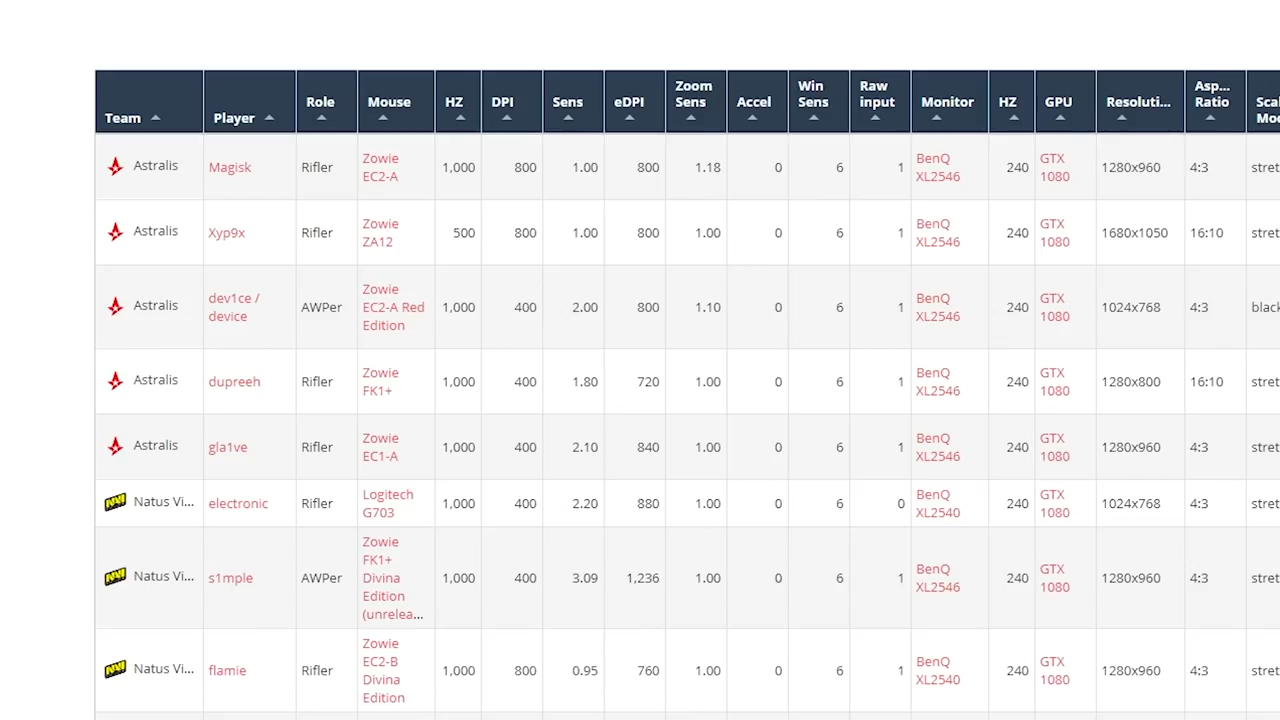 Team Player Role Mouse HZ DPI Sens eDPI Zoom Sens Accel Win Sens Raw input Monitor HZ GPU Resoluti... Asp... Ratio Scal Mod
Astralis Magisk Rifler Zowie EC2-A 1,000 800 1.00 800 1.18 0 6 1 BenQ XL2546 240 GTX 1080 1280x960 4:3 stret
Astralis Xyp9x Rifler Zowie ZA12 500 800 1.00 800 1.00 0 6 1 BenQ XL2546 240 GTX 1080 1680x1050 16:10 stret
Astralis dev1ce / device AWPer Zowie EC2-A Red Edition 1,000 400 2.00 800 1.10 0 6 1 BenQ XL2546 240 GTX 1080 1024x768 4:3 black
Astralis dupreeh Rifler Zowie FK1+ 1,000 400 1.80 720 1.00 0 6 1 BenQ XL2546 240 GTX 1080 1280x800 16:10 stret
Astralis gla1ve Rifler Zowie EC1-A 1,000 400 2.10 840 1.00 0 6 1 BenQ XL2546 240 GTX 1080 1280x960 4:3 stret
Natus Vi... electronic Rifler Logitech G703 1,000 400 2.20 880 1.00 0 6 0 BenQ XL2540 240 GTX 1080 1024x768 4:3 stret
Natus Vi... s1mple AWPer Zowie FK1+ Divina Edition (unrelea... 1,000 400 3.09 1,236 1.00 0 6 1 BenQ XL2546 240 GTX 1080 1280x960 4:3 stret
Natus Vi... flamie Rifler Zowie EC2-B Divina Edition 1,000 800 0.95 760 1.00 0 6 1 BenQ XL2540 240 GTX 1080 1280x960 4:3 stret